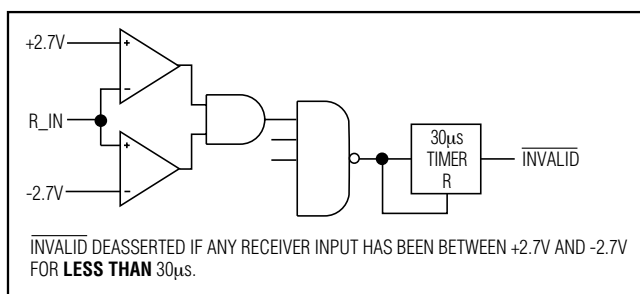 +2.7V
+
-
R_IN
+
-
-2.7V
30µs
TIMER
R
INVALID
INVALID DEASSERTED IF ANY RECEIVER INPUT HAS BEEN BETWEEN +2.7V AND -2.7V
FOR LESS THAN 30µs.